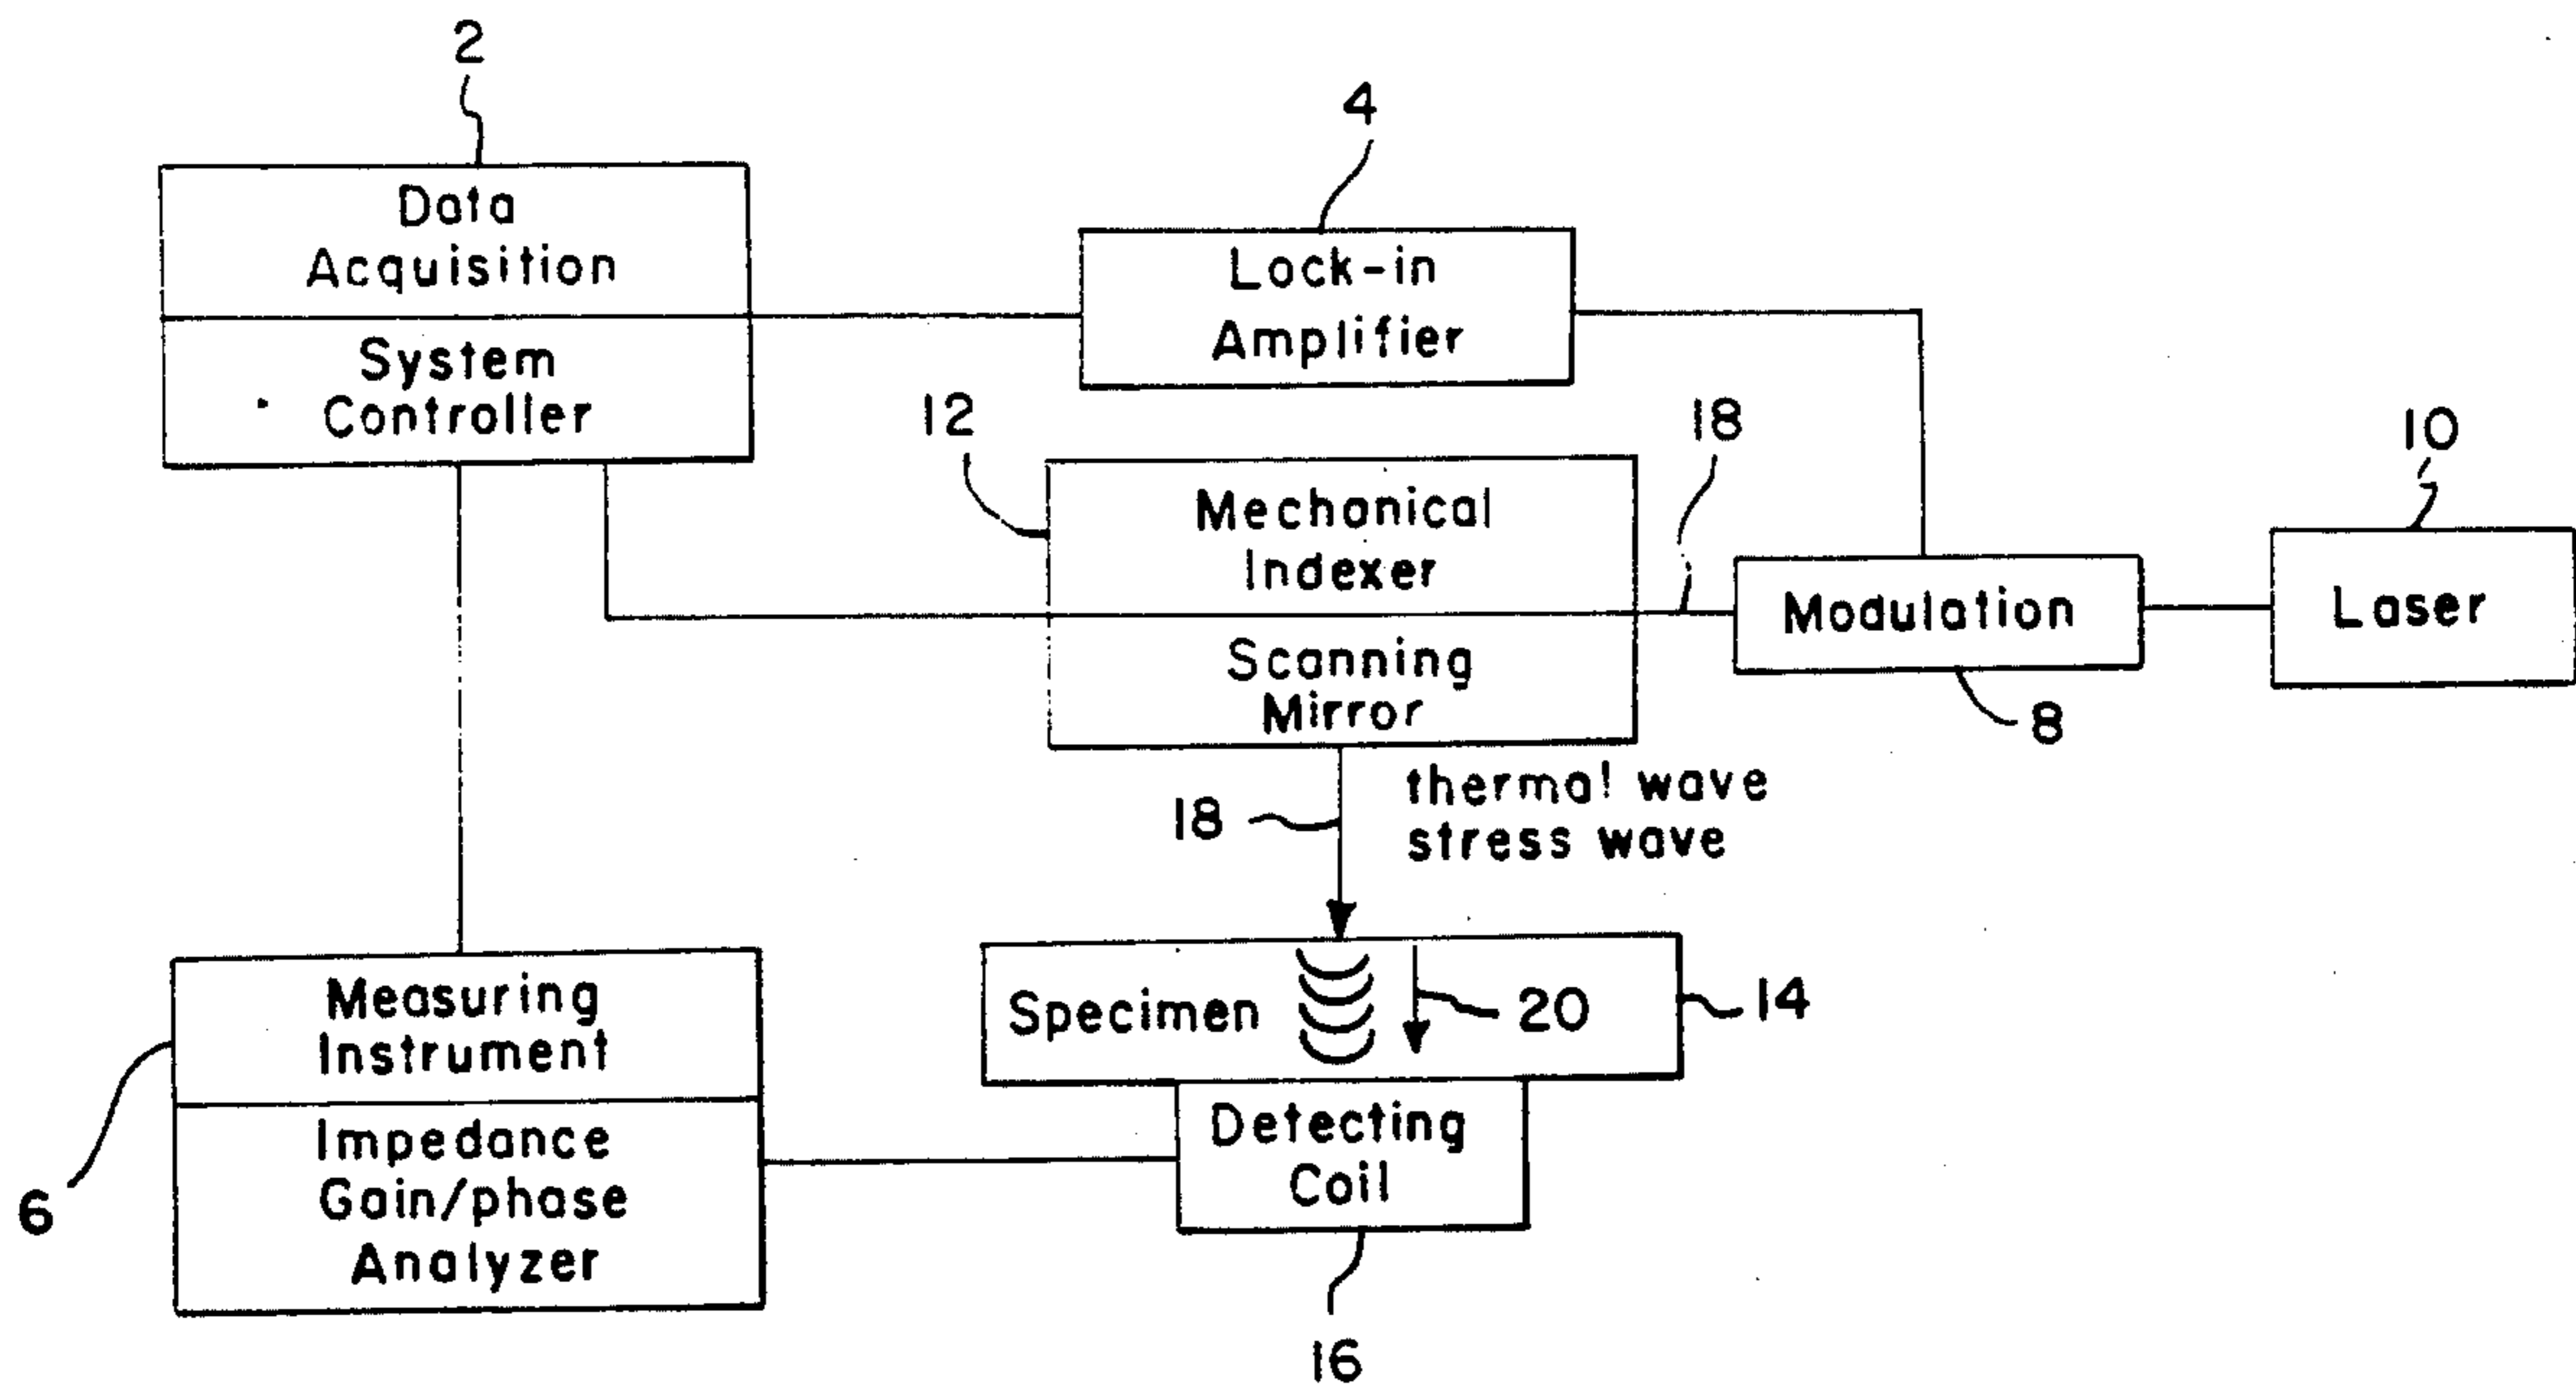 2
4
Data
Acquisition
Lock-in
Amplifier
System
Controller
12
18
10
Mechanical
Indexer
Modulation
Laser
Scanning
Mirror
8
18
thermal wave
stress wave
Measuring
Instrument
Specimen
20
14
6
Impedance
Gain/phase
Analyzer
Detecting
Coil
16